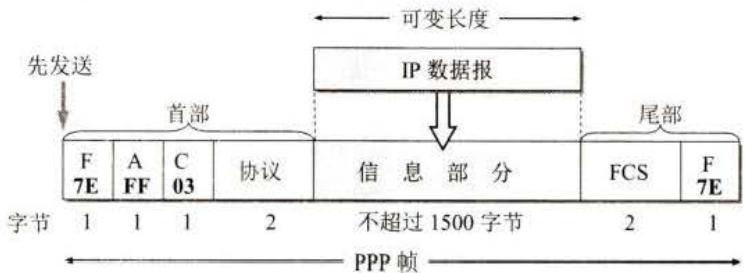 可变长度
先发送
IP 数据报
首部
尾部
F A C 协议 信息部分 FCS F
7E FF 03 7E
字节 1 1 1 2 不超过 1500 字节 2 1
PPP 帧